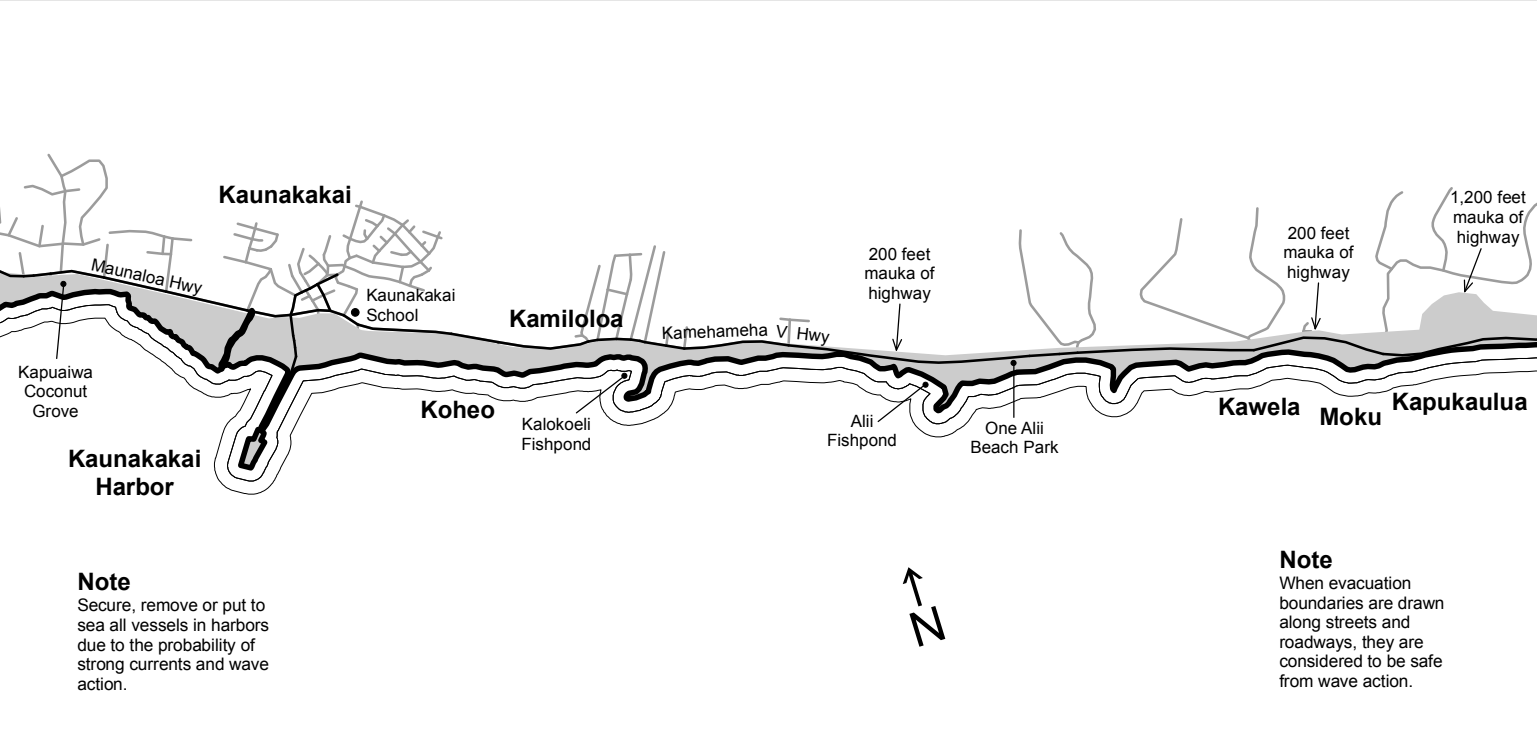 Kaunakakai
1,200 feet
mauka of
highway
200 feet
mauka of
highway
200 feet
mauka of
highway
Maunaloa Hwy
Kaunakakai
School
Kamiloloa
Kamehameha V Hwy
Kapuaiwa
Coconut
Grove
Koheo
Kalokoeli
Fishpond
Alii
Fishpond
One Alii
Beach Park
Kawela
Moku
Kapukaulua
Kaunakakai
Harbor
Note
Secure, remove or put to
sea all vessels in harbors
due to the probability of
strong currents and wave
action.
N
Note
When evacuation
boundaries are drawn
along streets and
roadways, they are
considered to be safe
from wave action.